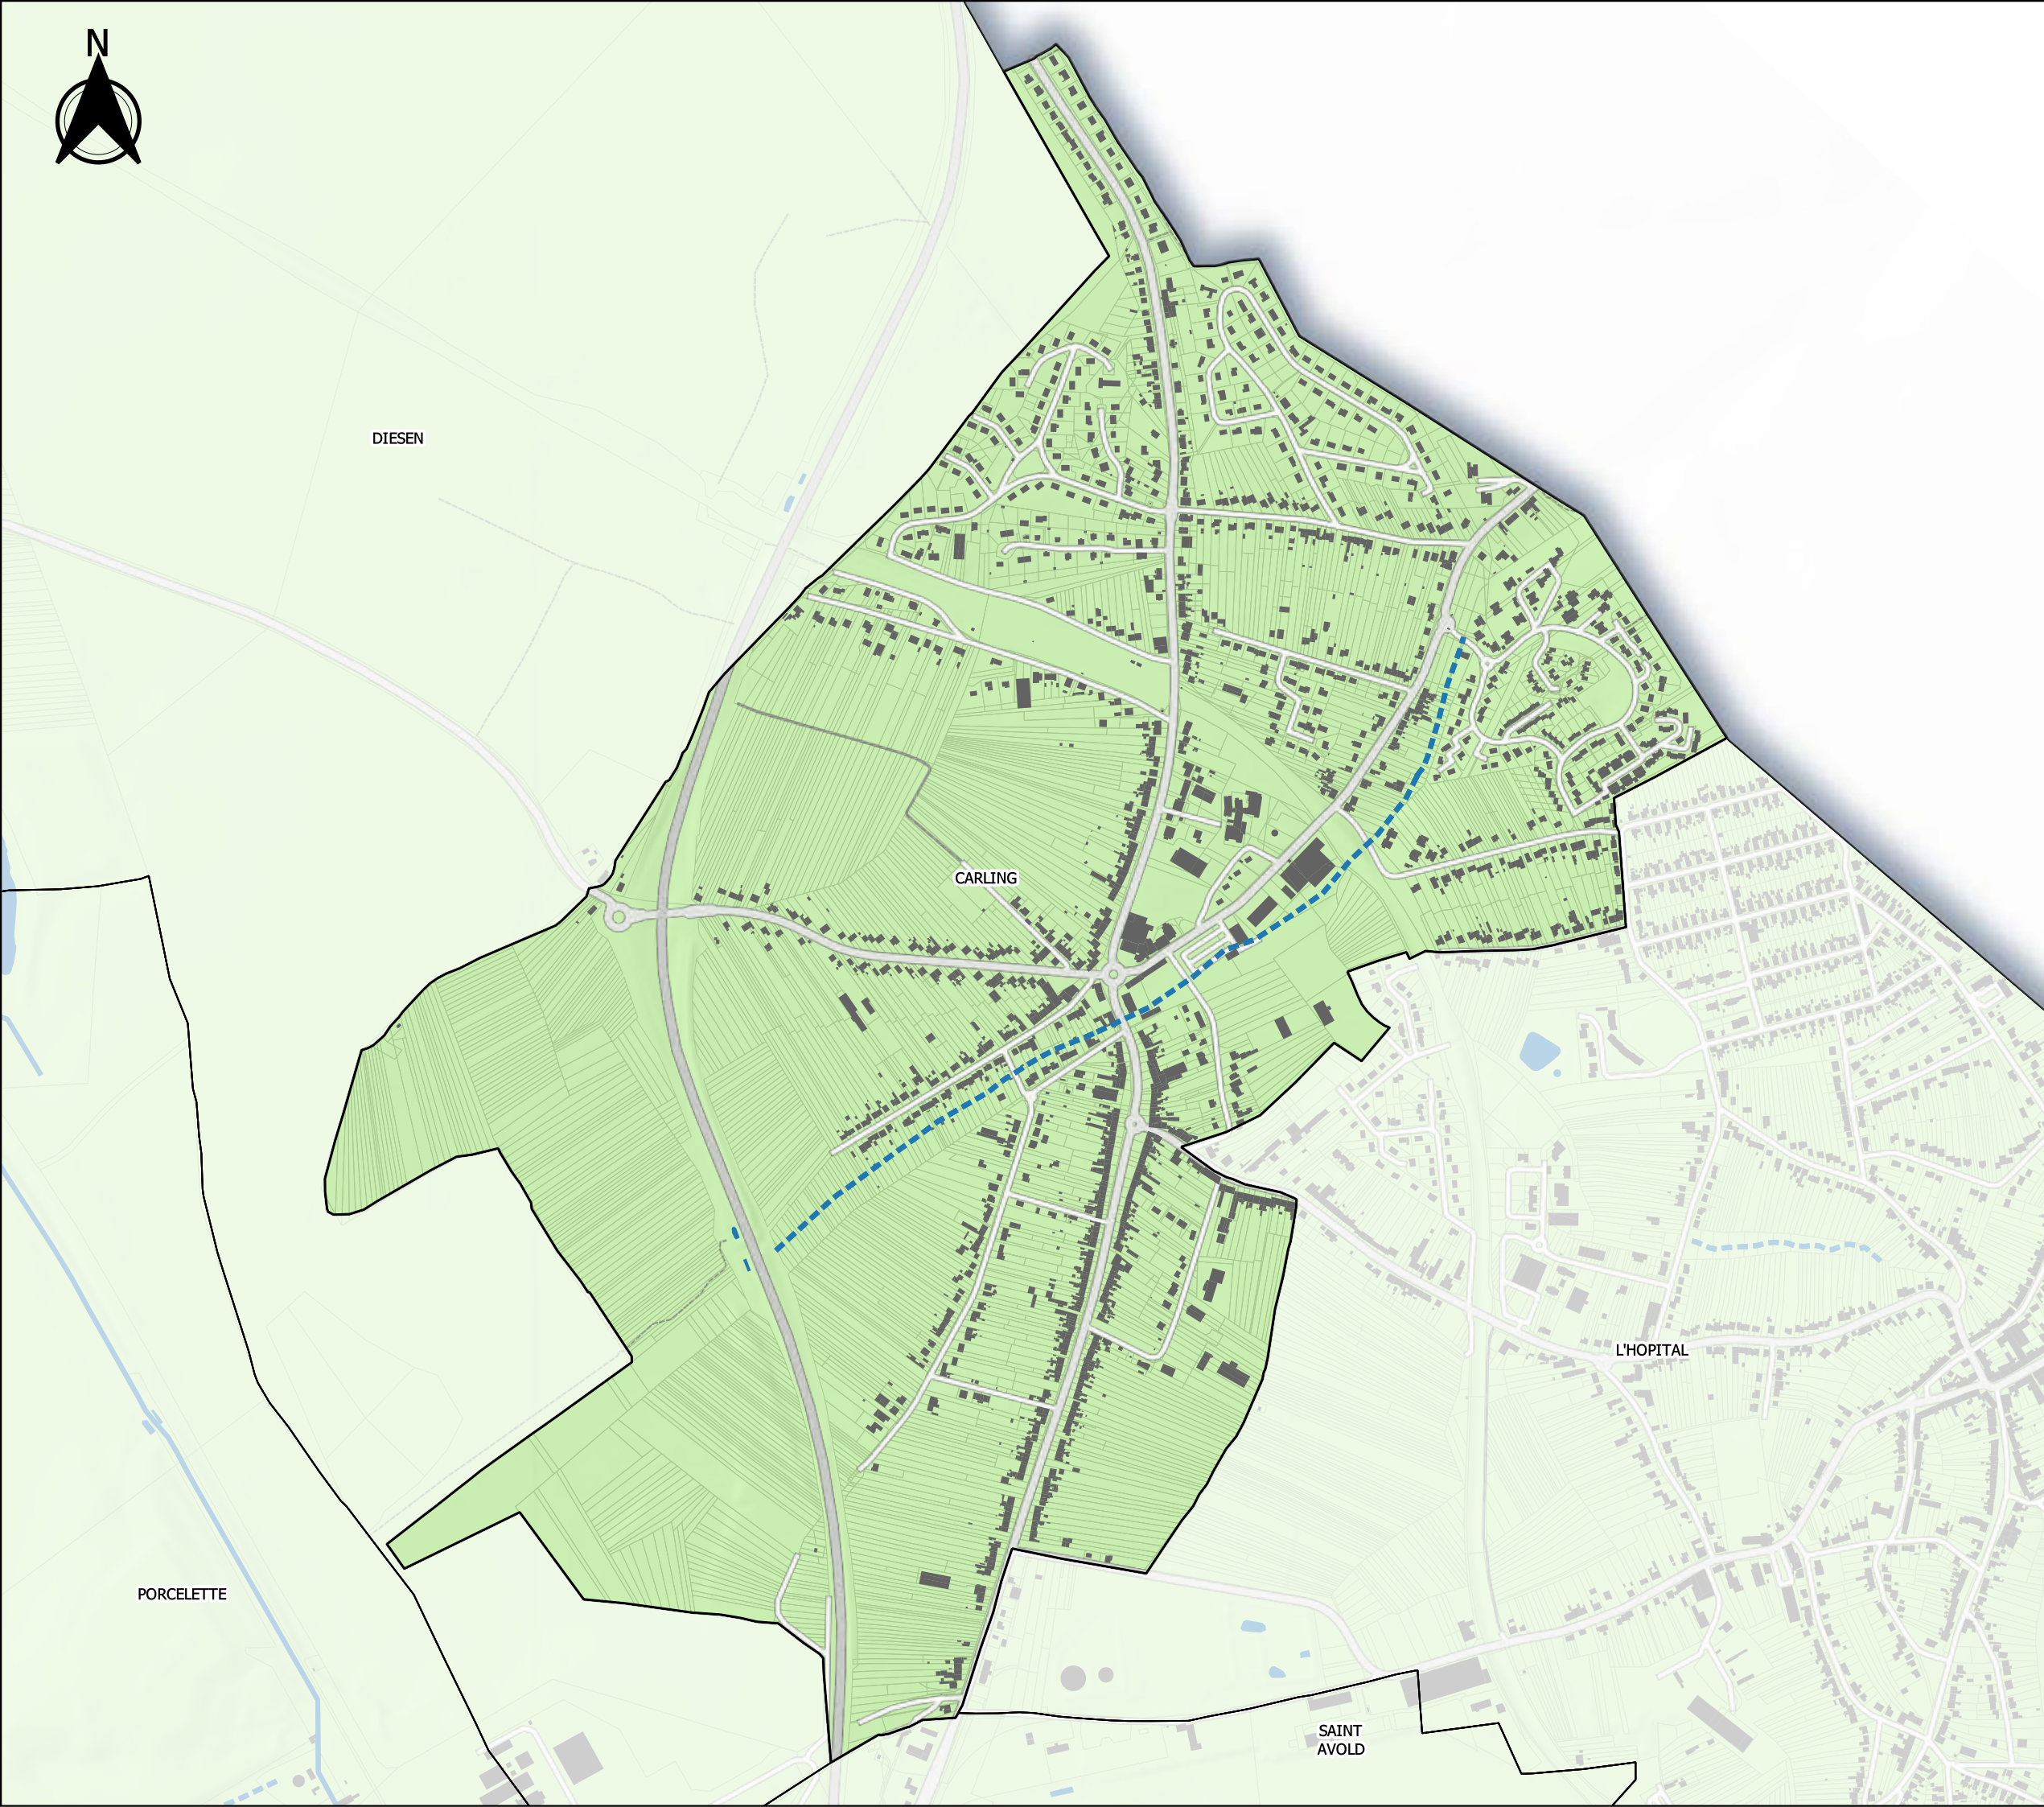 N
DIESEN
CARLING
L'HOPITAL
PORCELETTE
SAINT
AVOLD